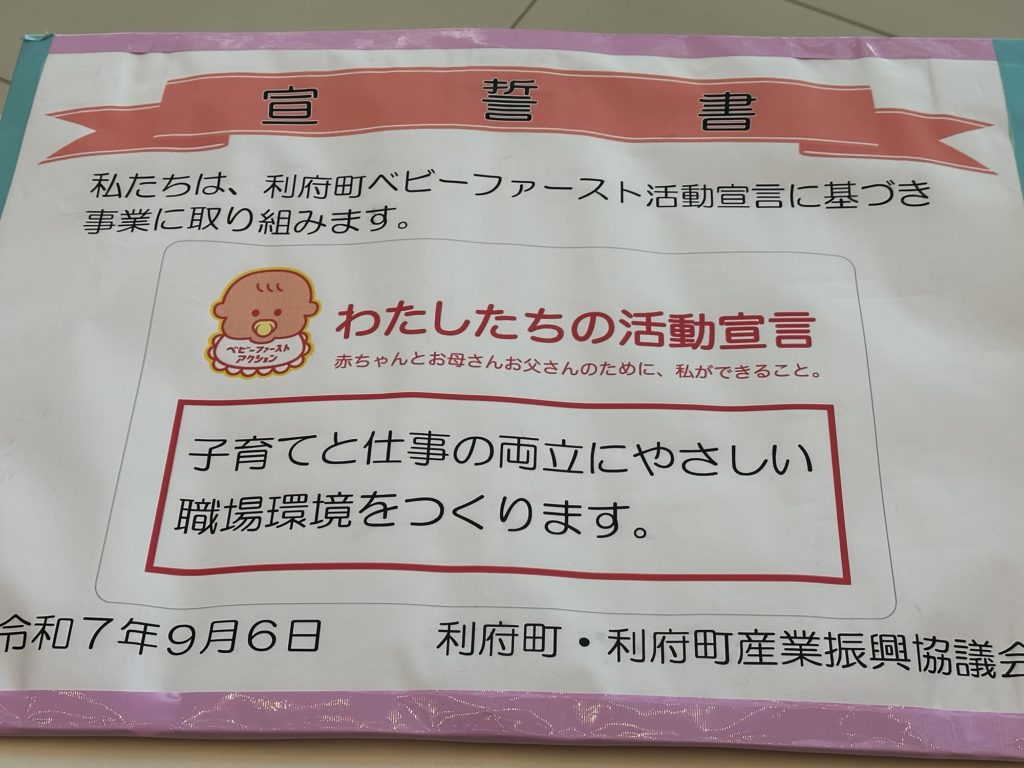 宣誓書
私たちは、利府町ベビーファースト活動宣言に基づき
事業に取り組みます。
ベビーファースト
アクション
わたしたちの活動宣言
赤ちゃんとお母さんお父さんのために、私ができること。
子育てと仕事の両立にやさしい
職場環境をつくります。
令和7年9月6日
利府町・利府町産業振興協議会